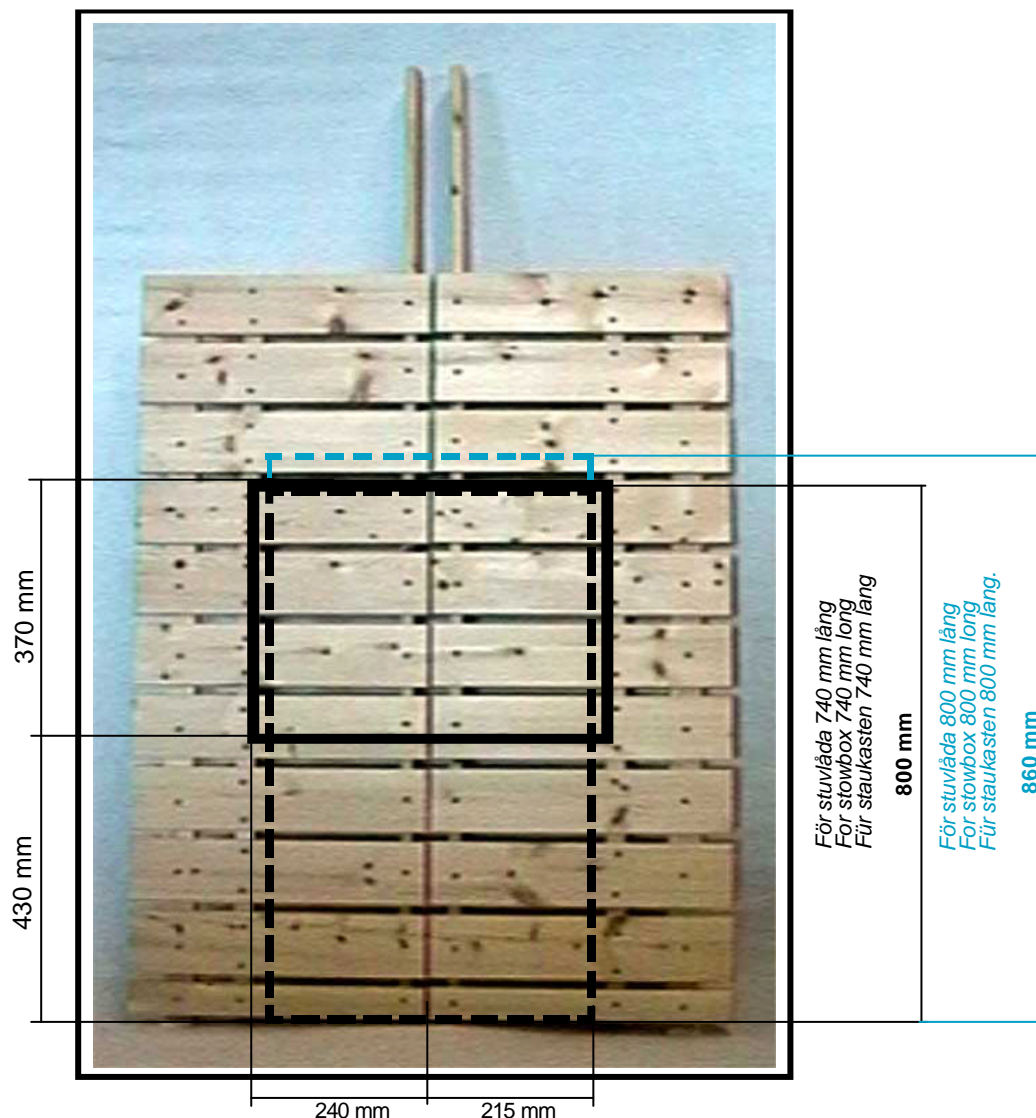 370 mm
430 mm
240 mm
215 mm
För stuvlåda 740 mm lång
For stowbox 740 mm long
Für staukasten 740 mm lang
800 mm
För stuvlåda 800 mm lång
For stowbox 800 mm long
Für staukasten 800 mm lang.
860 mm